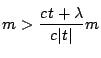 m > \frac{ct + \lambda}{c|t|} m